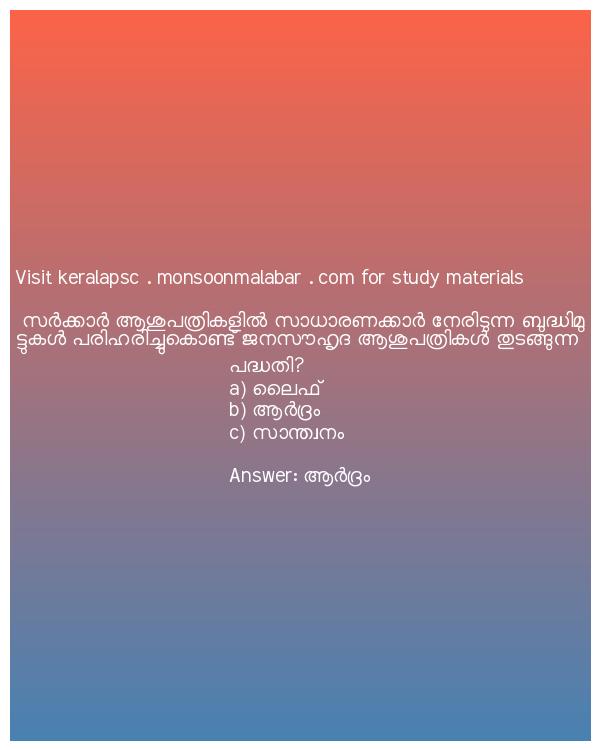 Visit keralapsc . monsoonmalabar . com for study materials
സർക്കാർ ആശുപത്രികളിൽ സാധാരണക്കാർ നേരിടുന്ന ബുദ്ധിമു
ട്ടുകൾ പരിഹരിച്ചുകൊണ്ട് ജനസൗഹൃദ ആശുപത്രികൾ തുടങ്ങുന്ന
പദ്ധതി?
a) ലൈഫ്
b) ആർദ്രം
c) സാന്ത്വനം
Answer: ആർദ്രം